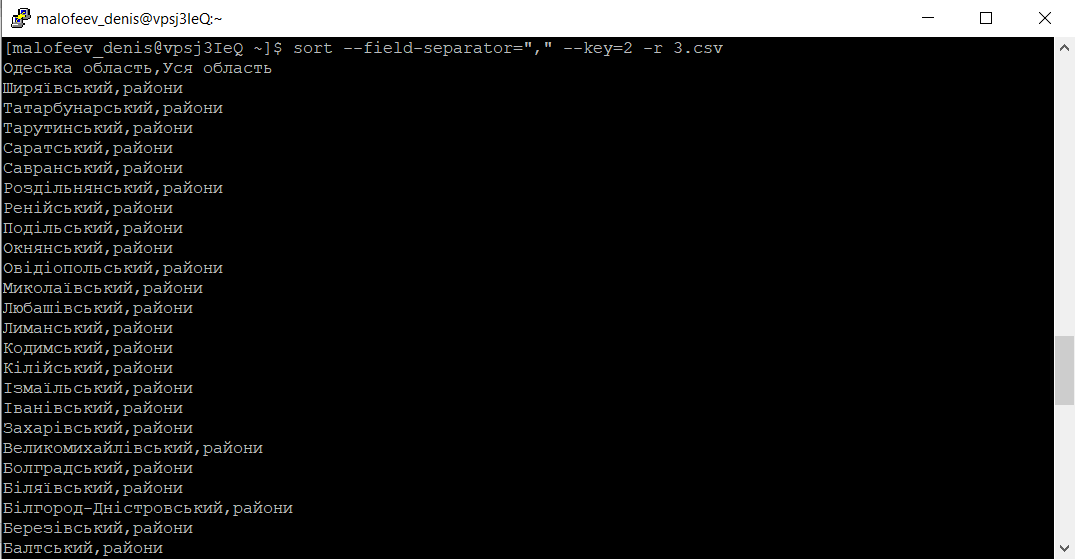 malofeev_denis@vpsj3IeQ:~
[malofeev_denis@vpsj3IeQ ~]$ sort --field-separator="," --key=2 -r 3.csv
Одеська область,Уся область
Ширяївський,райони
Татарбунарський,райони
Тарутинський,райони
Саратський,райони
Савранський,райони
Роздільнянський,райони
Ренійський,райони
Подільський,райони
Окнянський,райони
Овідіопольський,райони
Миколаївський,райони
Любашівський,райони
Лиманський,райони
Кодимський,райони
Кілійський,райони
Ізмаїльський,райони
Іванівський,райони
Захарівський,райони
Великомихайлівський,райони
Болградський,райони
Біляївський,райони
Білгород-Дністровський,райони
Березівський,райони
Балтський,райони